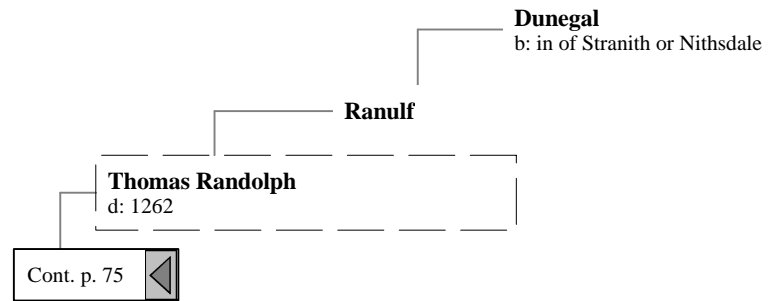 Dunegal
b: in of Stranith or Nithsdale
Ranulf
Thomas Randolph
d: 1262
Cont. p. 75